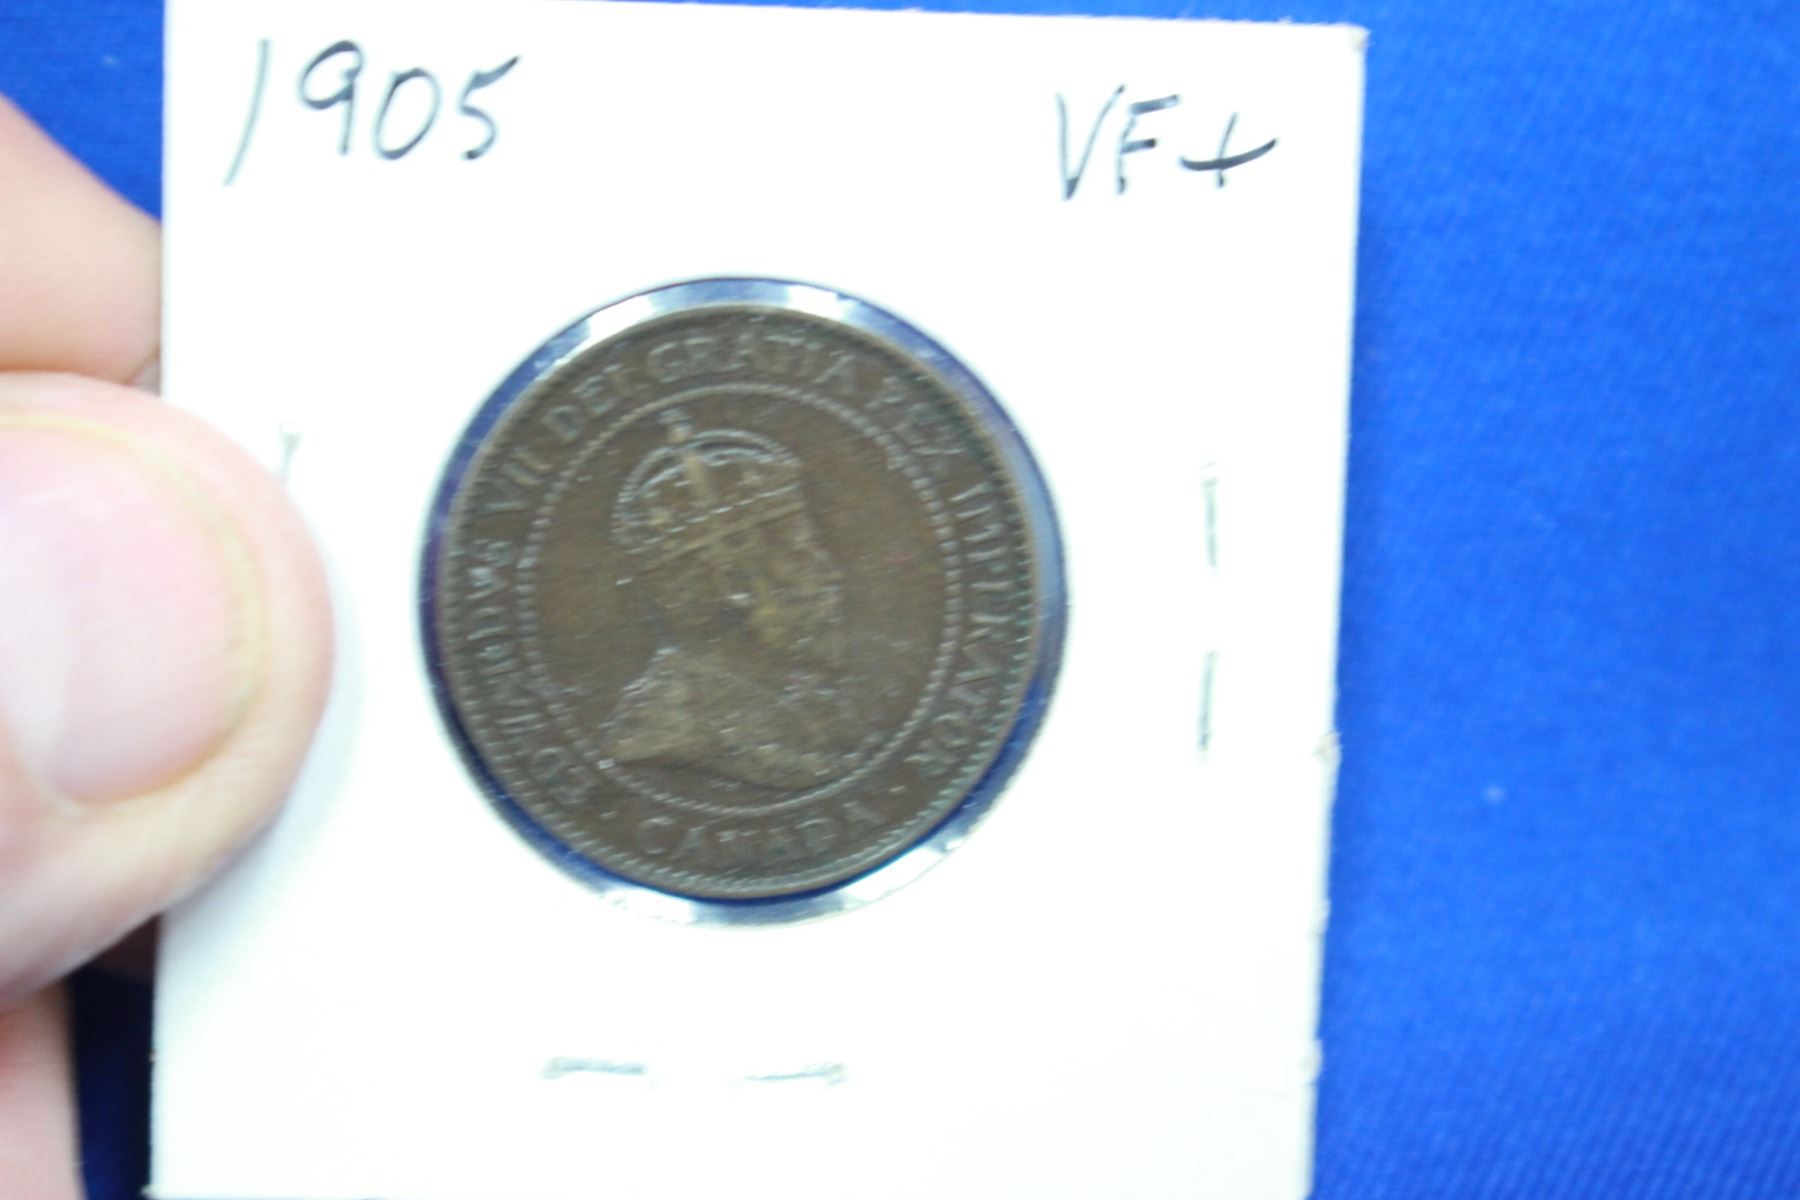 1905 VF+
EDWARDVS VII DEI GRATIA REX IMPERATOR
· CANADA ·